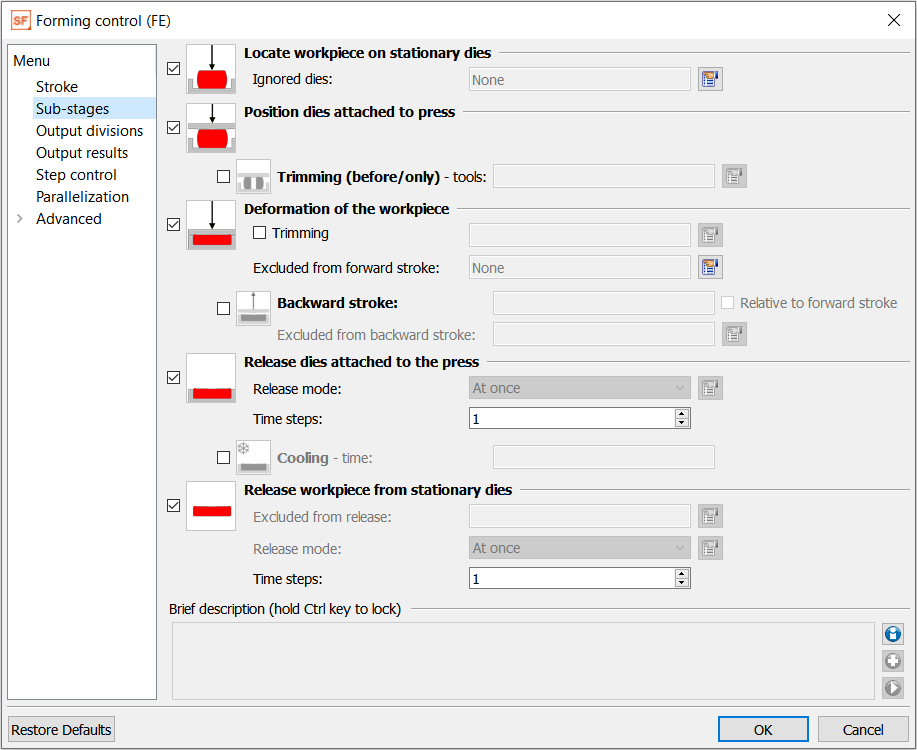 SF Forming control (FE)
Menu
Stroke
Sub-stages
Output divisions
Output results
Step control
Parallelization
Advanced
Locate workpiece on stationary dies
Ignored dies: None
Position dies attached to press
Trimming (before/only) - tools:
Deformation of the workpiece
Trimming
Excluded from forward stroke: None
Backward stroke: Relative to forward stroke
Excluded from backward stroke:
Release dies attached to the press
Release mode: At once
Time steps: 1
Cooling - time:
Release workpiece from stationary dies
Excluded from release:
Release mode: At once
Time steps: 1
Brief description (hold Ctrl key to lock)
Restore Defaults OK Cancel